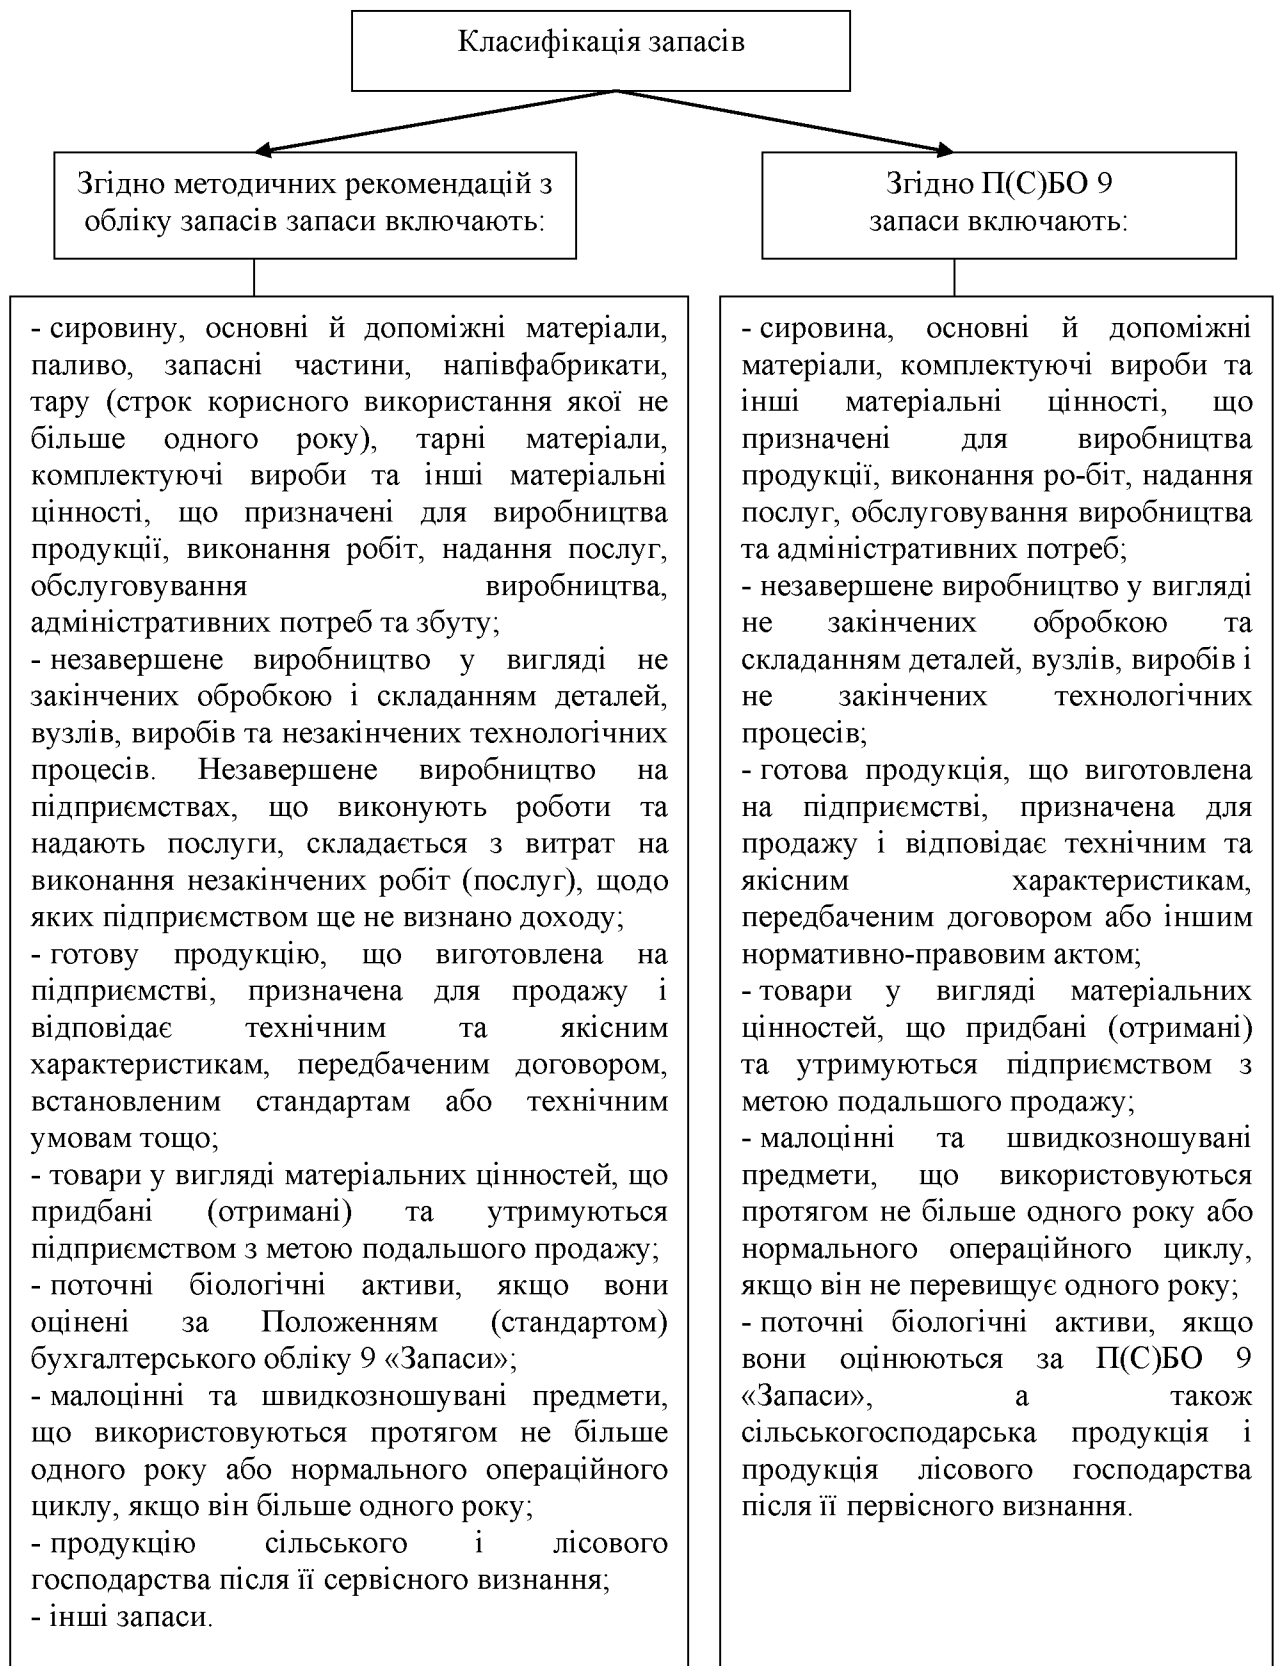 Класифікація запасів
Згідно методичних рекомендацій з
обліку запасів запаси включають:
Згідно П(С)БО 9
запаси включають:
- сировину, основні й допоміжні матеріали,
паливо, запасні частини, напівфабрикати,
тару (строк корисного використання якої не
більше одного року), тарні матеріали,
комплектуючі вироби та інші матеріальні
цінності, що призначені для виробництва
продукції, виконання робіт, надання послуг,
обслуговування виробництва,
адміністративних потреб та збуту;
- незавершене виробництво у вигляді не
закінчених обробкою і складанням деталей,
вузлів, виробів та незакінчених технологічних
процесів. Незавершене виробництво на
підприємствах, що виконують роботи та
надають послуги, складається з витрат на
виконання незакінчених робіт (послуг), щодо
яких підприємством ще не визнано доходу;
- готову продукцію, що виготовлена на
підприємстві, призначена для продажу і
відповідає технічним та якісним
характеристикам, передбаченим договором,
встановленим стандартам або технічним
умовам тощо;
- товари у вигляді матеріальних цінностей, що
придбані (отримані) та утримуються
підприємством з метою подальшого продажу;
- поточні біологічні активи, якщо вони
оцінені за Положенням (стандартом)
бухгалтерського обліку 9 «Запаси»;
- малоцінні та швидкозношувані предмети,
що використовуються протягом не більше
одного року або нормального операційного
циклу, якщо він більше одного року;
- продукцію сільського і лісового
господарства після її сервісного визнання;
- інші запаси.
- сировина, основні й допоміжні
матеріали, комплектуючі вироби та
інші матеріальні цінності, що
призначені для виробництва
продукції, виконання ро-біт, надання
послуг, обслуговування виробництва
та адміністративних потреб;
- незавершене виробництво у вигляді
не закінчених обробкою та
складанням деталей, вузлів, виробів і
не закінчених технологічних
процесів;
- готова продукція, що виготовлена
на підприємстві, призначена для
продажу і відповідає технічним та
якісним характеристикам,
передбаченим договором або іншим
нормативно-правовим актом;
- товари у вигляді матеріальних
цінностей, що придбані (отримані)
та утримуються підприємством з
метою подальшого продажу;
- малоцінні та швидкозношувані
предмети, що використовуються
протягом не більше одного року або
нормального операційного циклу,
якщо він не перевищує одного року;
- поточні біологічні активи, якщо
вони оцінюються за П(С)БО 9
«Запаси», а також
сільськогосподарська продукція і
продукція лісового господарства
після її первісного визнання.